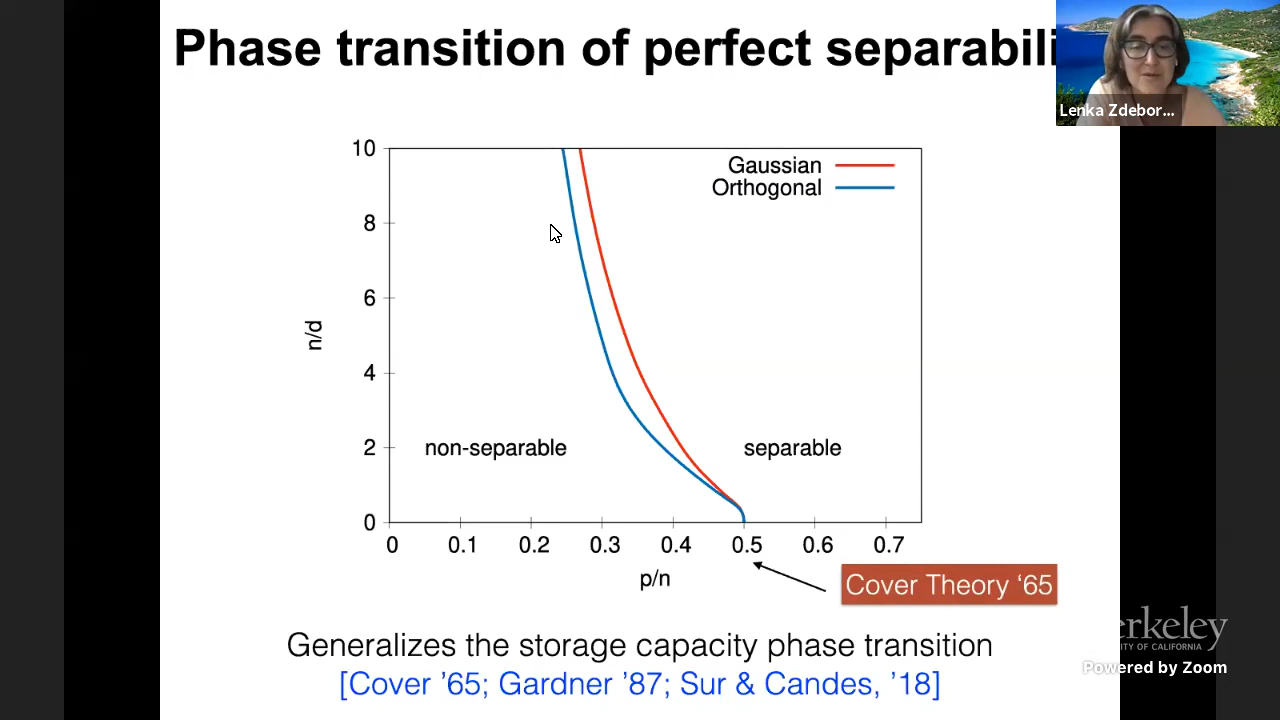 Phase transition of perfect separabili
Lenka Zdebor...
10
8
6
4
2
0
n/d
Gaussian
Orthogonal
non-separable
separable
0 0.1 0.2 0.3 0.4 0.5 0.6 0.7
p/n
Cover Theory ‘65
Generalizes the storage capacity phase transition
[Cover ’65; Gardner ’87; Sur & Candes, ’18]
erkeley
ITY OF CALIFORNIA
Powered by Zoom